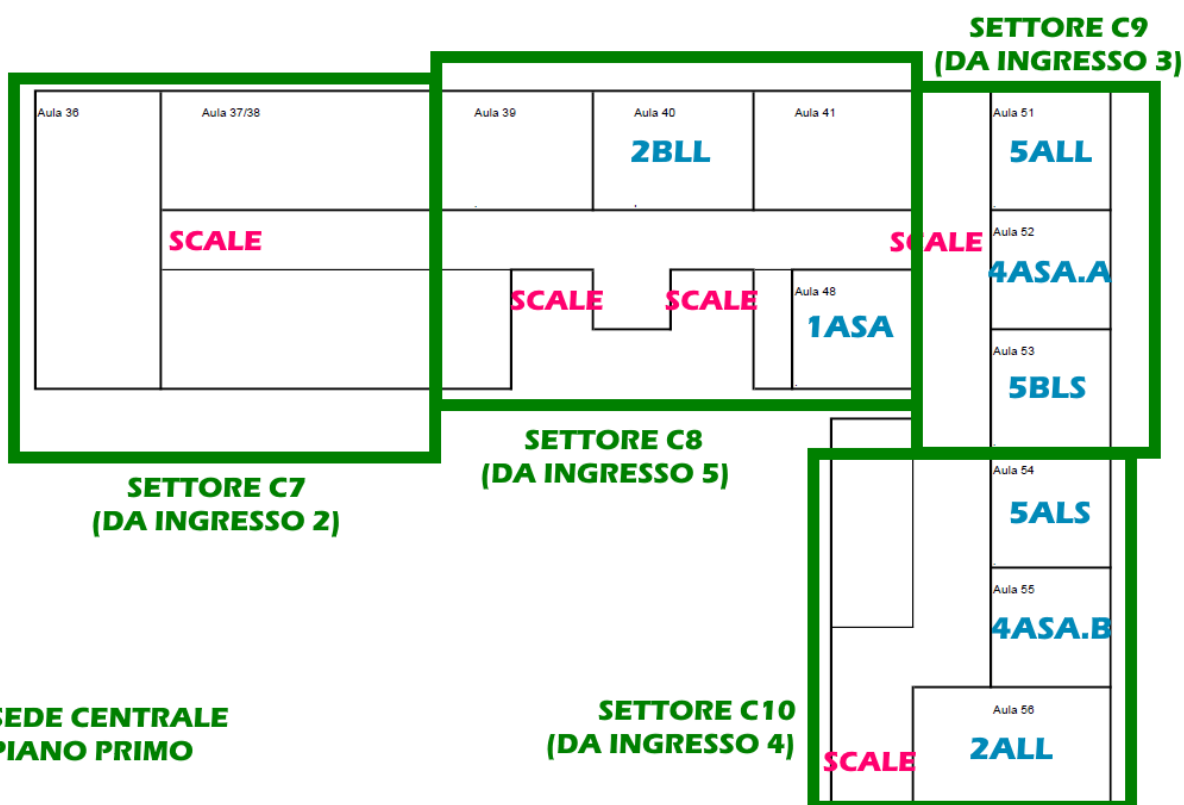 SETTORE C9
(DA INGRESSO 3)
Aula 36
Aula 37/38
Aula 39
Aula 40
Aula 41
Aula 51
2BLL
5ALL
SCALE
SCALE
Aula 52
4ASA.A
SCALE
SCALE
Aula 48
1ASA
Aula 53
5BLS
SETTORE C8
(DA INGRESSO 5)
SETTORE C7
(DA INGRESSO 2)
Aula 54
5ALS
Aula 55
4ASA.B
SEDE CENTRALE
PIANO PRIMO
SETTORE C10
(DA INGRESSO 4)
Aula 56
2ALL
SCALE